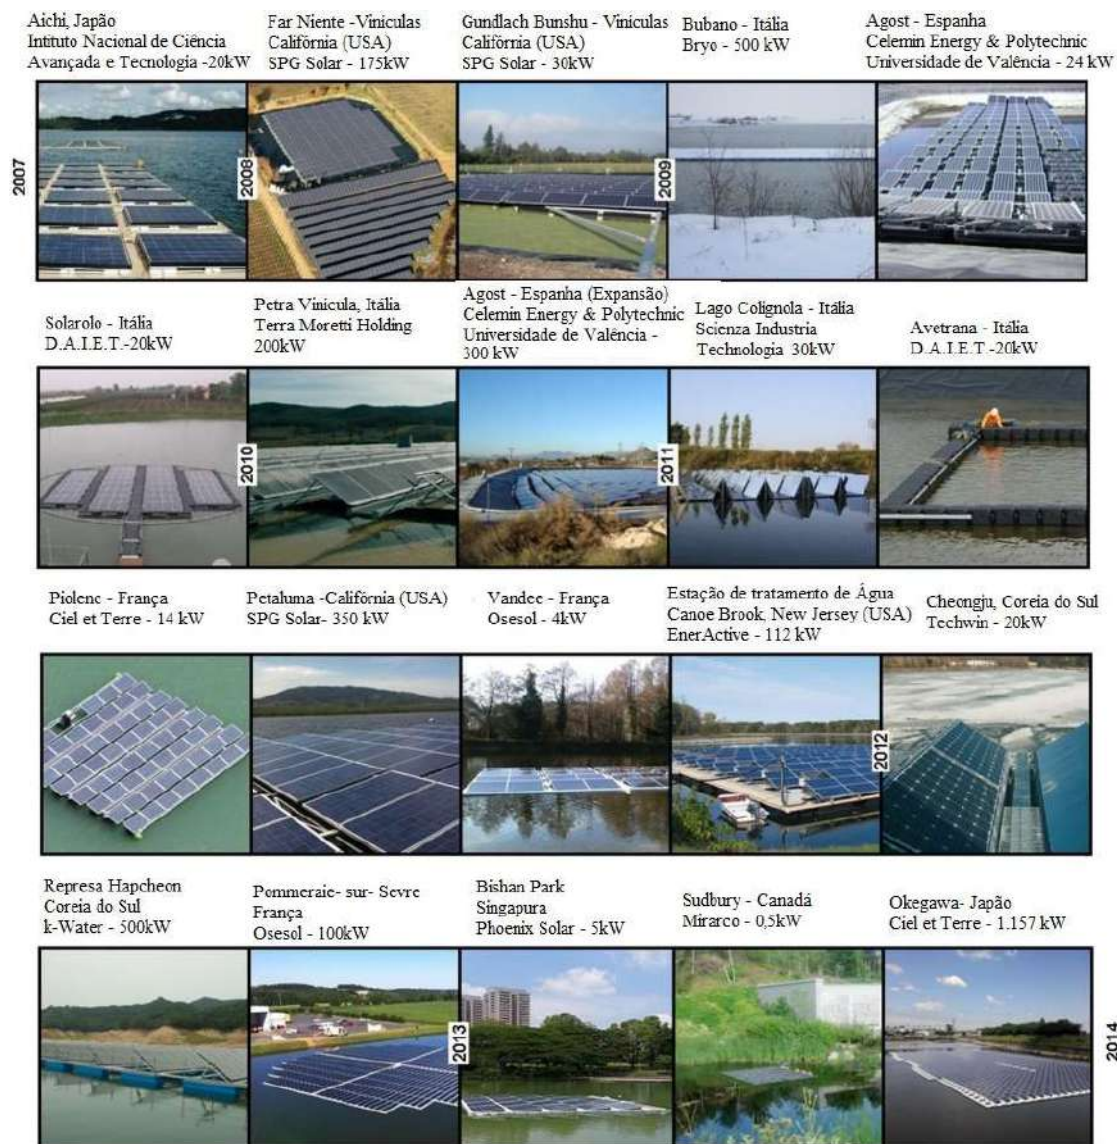 Aichi, Japão
Intituto Nacional de Ciência
Avançada e Tecnologia -20kW
Far Niente -Viniculas
Califórnia (USA)
SPG Solar - 175kW
Gundlach Bunshu - Viniculas
Califórnia (USA)
SPG Solar - 30kW
Bubano - Itália
Bryo - 500 kW
Agost - Espanha
Celemin Energy & Polytechnic
Universidade de Valência - 24 kW
2007
2008
2009
Solarolo - Itália
D.A.I.E.T.-20kW
Petra Vinicula, Itália
Terra Moretti Holding
200kW
Agost - Espanha (Expansão)
Celemin Energy & Polytechnic
Universidade de Valência -
300 kW
Lago Colignola - Itália
Scienza Industria
Technologia 30kW
Avetrana - Itália
D.A.I.E.T -20kW
2010
2011
Piolenc - França
Ciel et Terre - 14 kW
Petaluma -Califórnia (USA)
SPG Solar- 350 kW
Vandee - França
Osesol - 4kW
Estação de tratamento de Água
Canoe Brook, New Jersey (USA)
EnerActive - 112 kW
Cheongju, Coreia do Sul
Techwin - 20kW
2012
Represa Hapcheon
Coreia do Sul
k-Water - 500kW
Pommeraie- sur- Sevre
França
Osesol - 100kW
Bishan Park
Singapura
Phoenix Solar - 5kW
Sudbury - Canadá
Mirarco - 0,5kW
Okegawa- Japão
Ciel et Terre - 1.157 kW
2013
2014